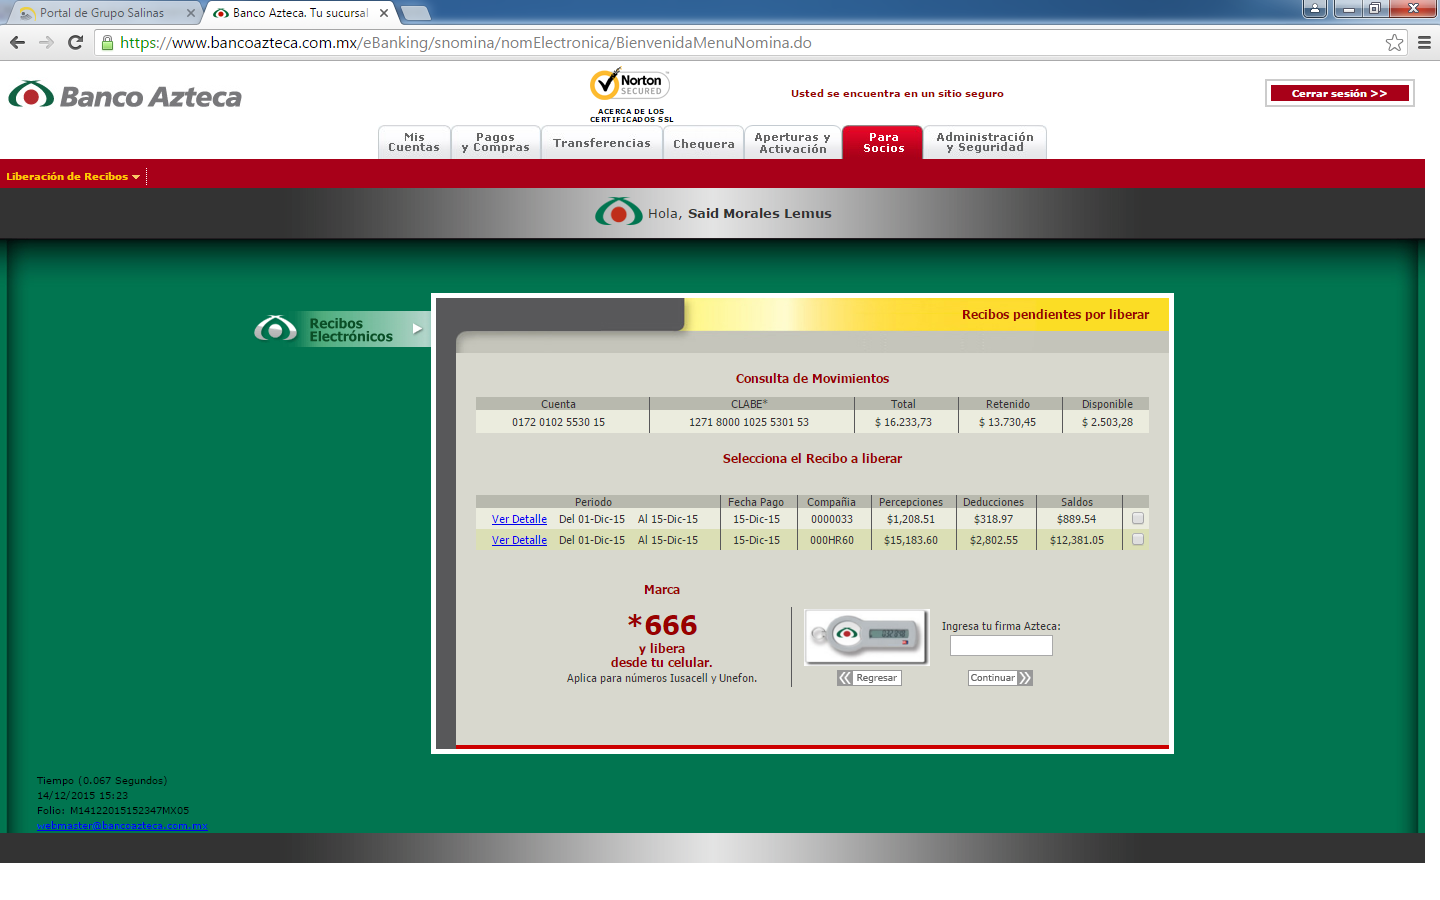 Portal de Grupo Salinas
Banco Azteca. Tu sucursal
https://www.bancoazteca.com.mx/eBanking/snomina/nomElectronica/BienvenidaMenuNomina.do
Banco Azteca
Norton
SECURED
ACERCA DE LOS
CERTIFICADOS SSL
Usted se encuentra en un sitio seguro
Cerrar sesión >>
Mis Cuentas
Pagos y Compras
Transferencias
Chequera
Aperturas y Activación
Para Socios
Administración y Seguridad
Liberación de Recibos
Hola, Said Morales Lemus
Recibos
Electrónicos
Recibos pendientes por liberar
Consulta de Movimientos
Cuenta CLABE* Total Retenido Disponible
0172 0102 5530 15 1271 8000 1025 5301 53 $ 16.233,73 $ 13.730,45 $ 2.503,28
Selecciona el Recibo a liberar
Periodo Fecha Pago Compañia Percepciones Deducciones Saldos
Ver Detalle Del 01-Dic-15 Al 15-Dic-15 15-Dic-15 0000033 $1,208.51 $318.97 $889.54
Ver Detalle Del 01-Dic-15 Al 15-Dic-15 15-Dic-15 000HR60 $15,183.60 $2,802.55 $12,381.05
Marca
*666
y libera
desde tu celular.
Aplica para números Iusacell y Unefon.
Ingresa tu firma Azteca:
Regresar
Continuar
Tiempo (0.067 Segundos)
14/12/2015 15:23
Folio: M14122015152347MX05
webmaster@bancoazteca.com.mx